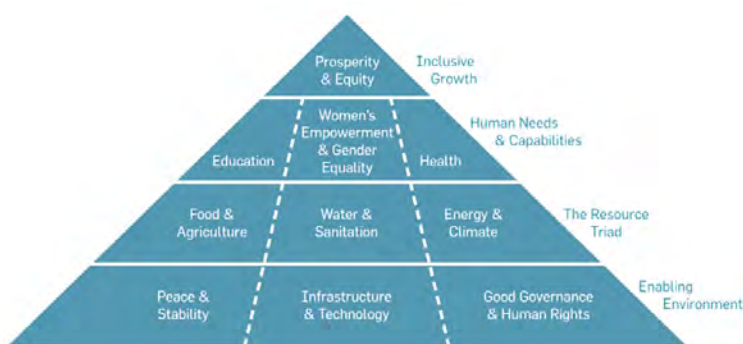 Prosperity
& Equity
Inclusive
Growth
Education
Women's
Empowerment
& Gender
Equality
Health
Human Needs
& Capabilities
Food &
Agriculture
Water &
Sanitation
Energy &
Climate
The Resource
Triad
Peace &
Stability
Infrastructure
& Technology
Good Governance
& Human Rights
Enabling
Environment